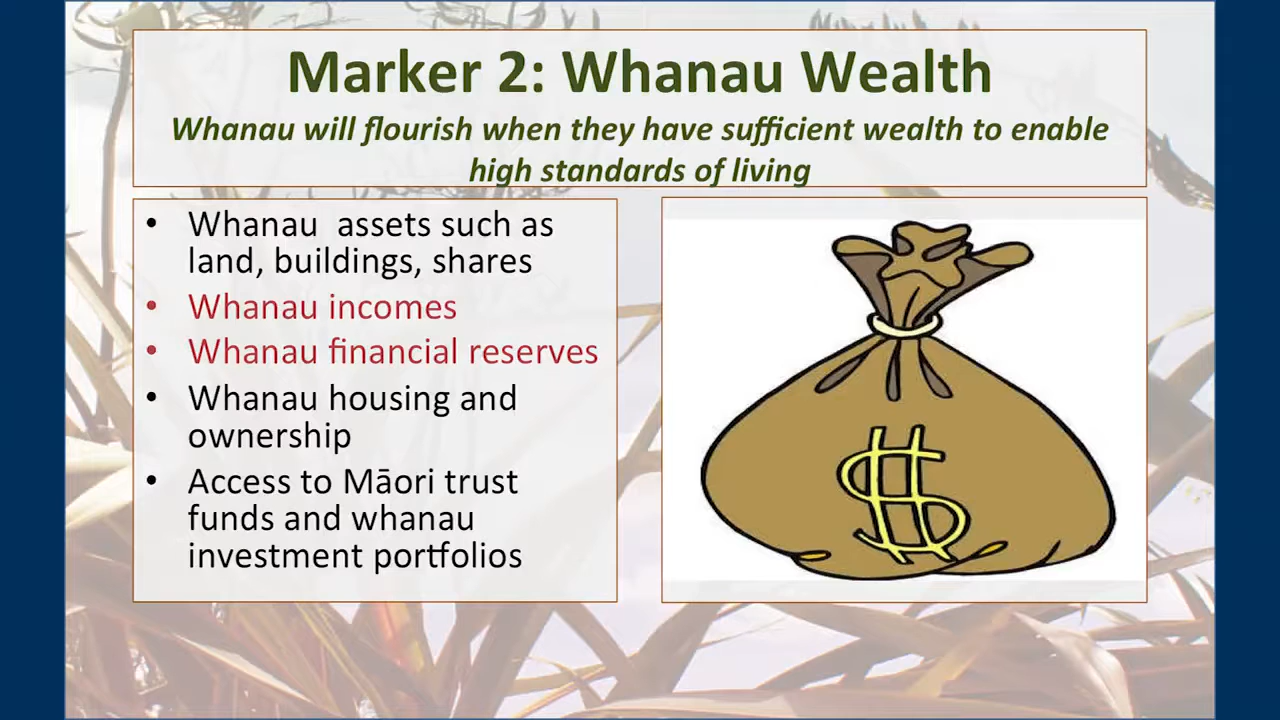 Marker 2: Whanau Wealth
Whanau will flourish when they have sufficient wealth to enable
high standards of living
• Whanau  assets such as
land, buildings, shares
• Whanau incomes
• Whanau financial reserves
• Whanau housing and
ownership
• Access to Māori trust
funds and whanau
investment portfolios
$